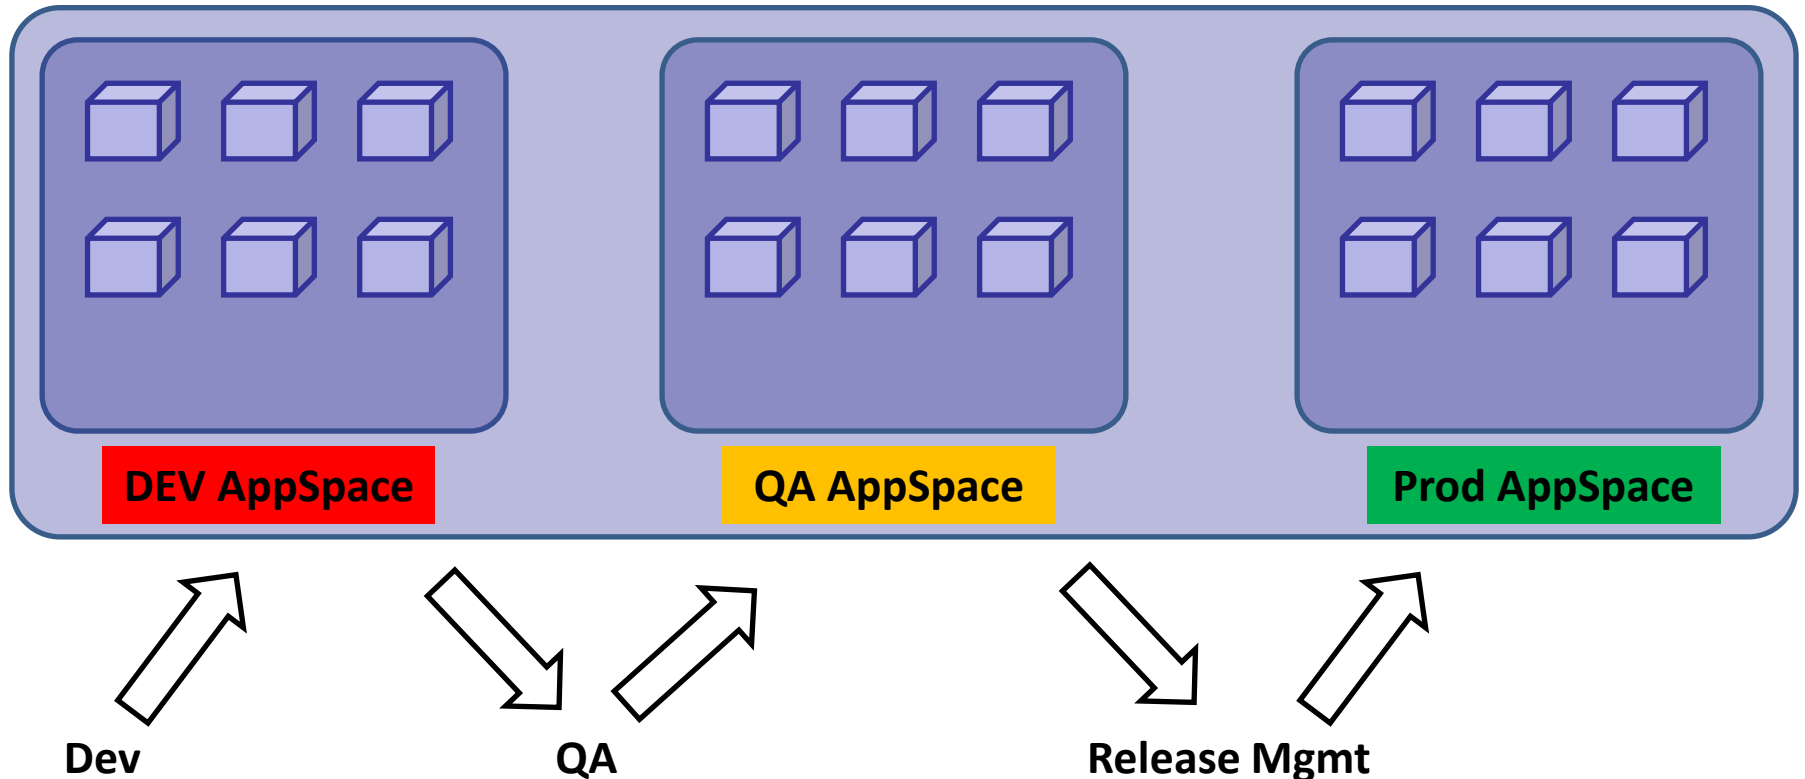 DEV AppSpace
QA AppSpace
Prod AppSpace
Dev
QA
Release Mgmt